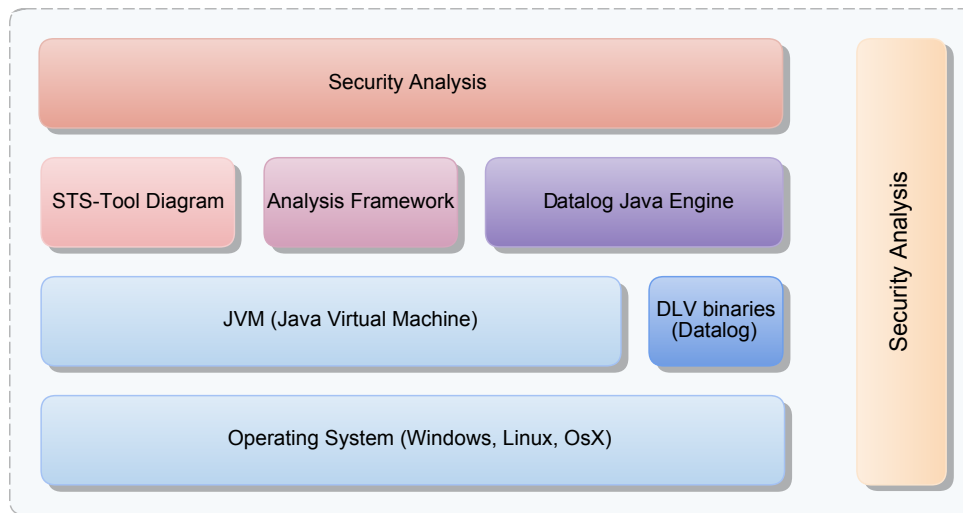 Security Analysis
STS-Tool Diagram
Analysis Framework
Datalog Java Engine
JVM (Java Virtual Machine)
DLV binaries
(Datalog)
Operating System (Windows, Linux, OsX)
Security Analysis